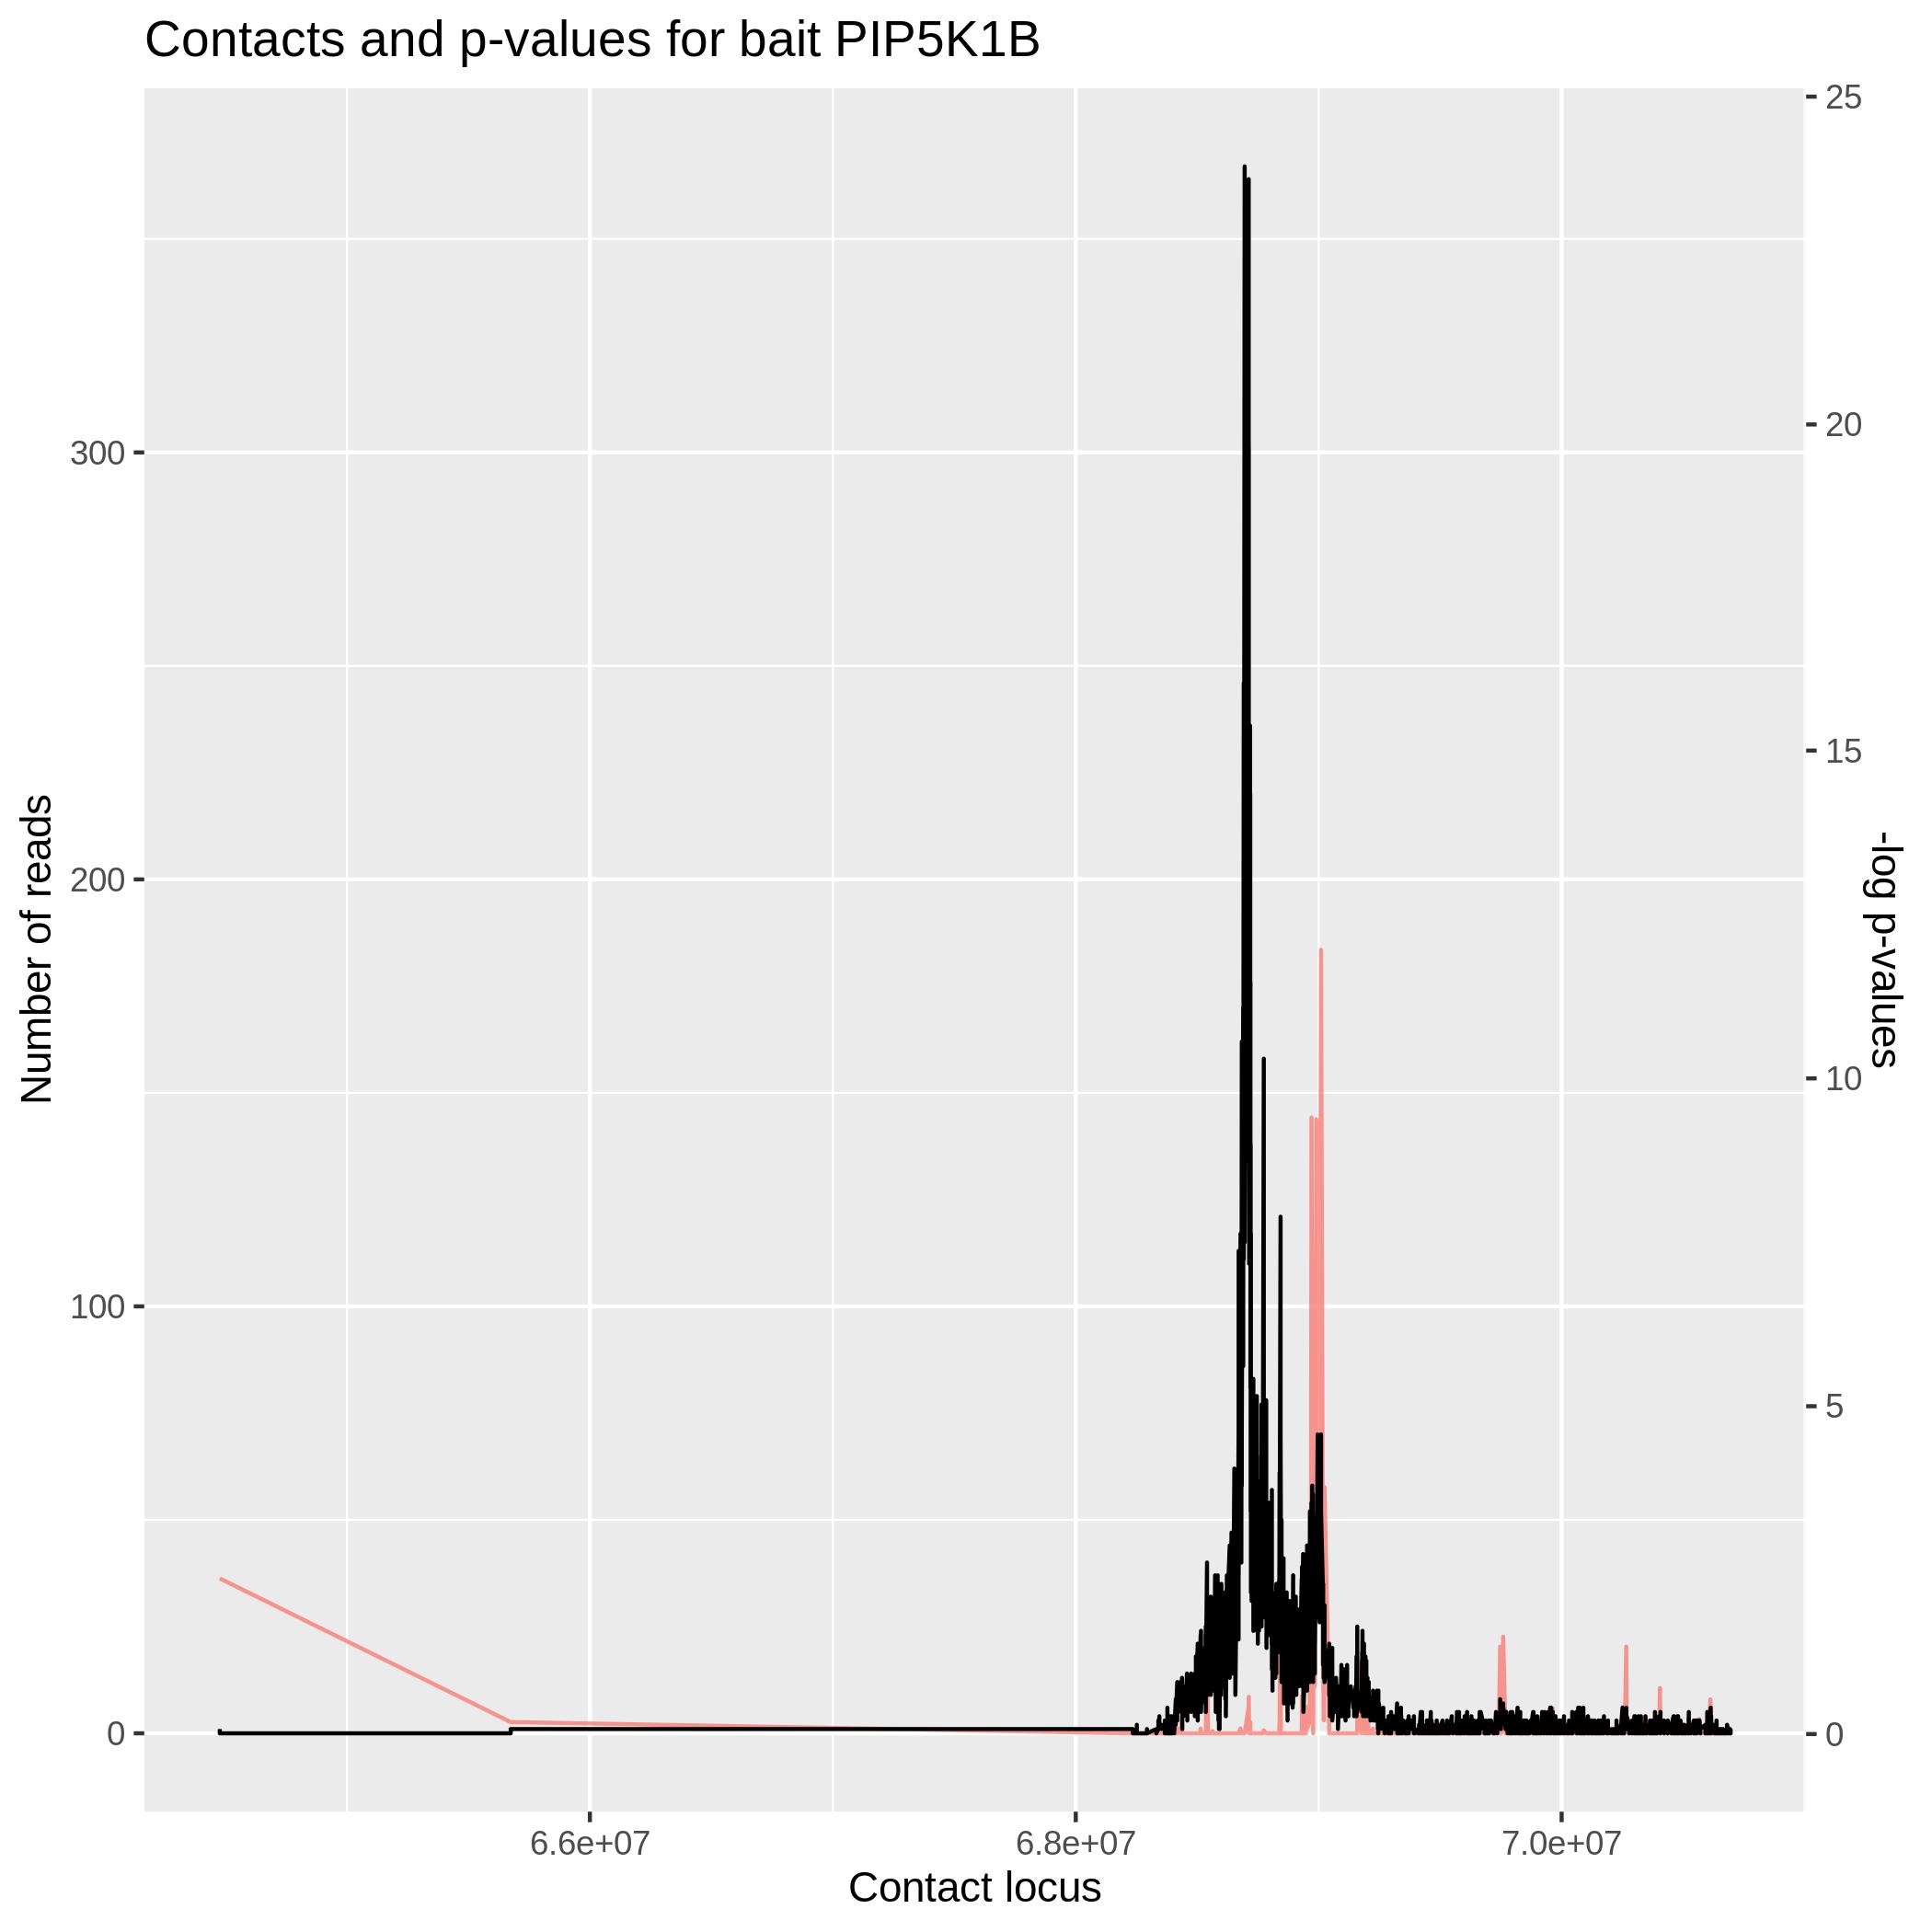 Contacts and p-values for bait PIP5K1B
25
20
300
15
Number of reads
200
-log p-values
10
100
5
0
0
6.6e+07
6.8e+07
7.0e+07
Contact locus